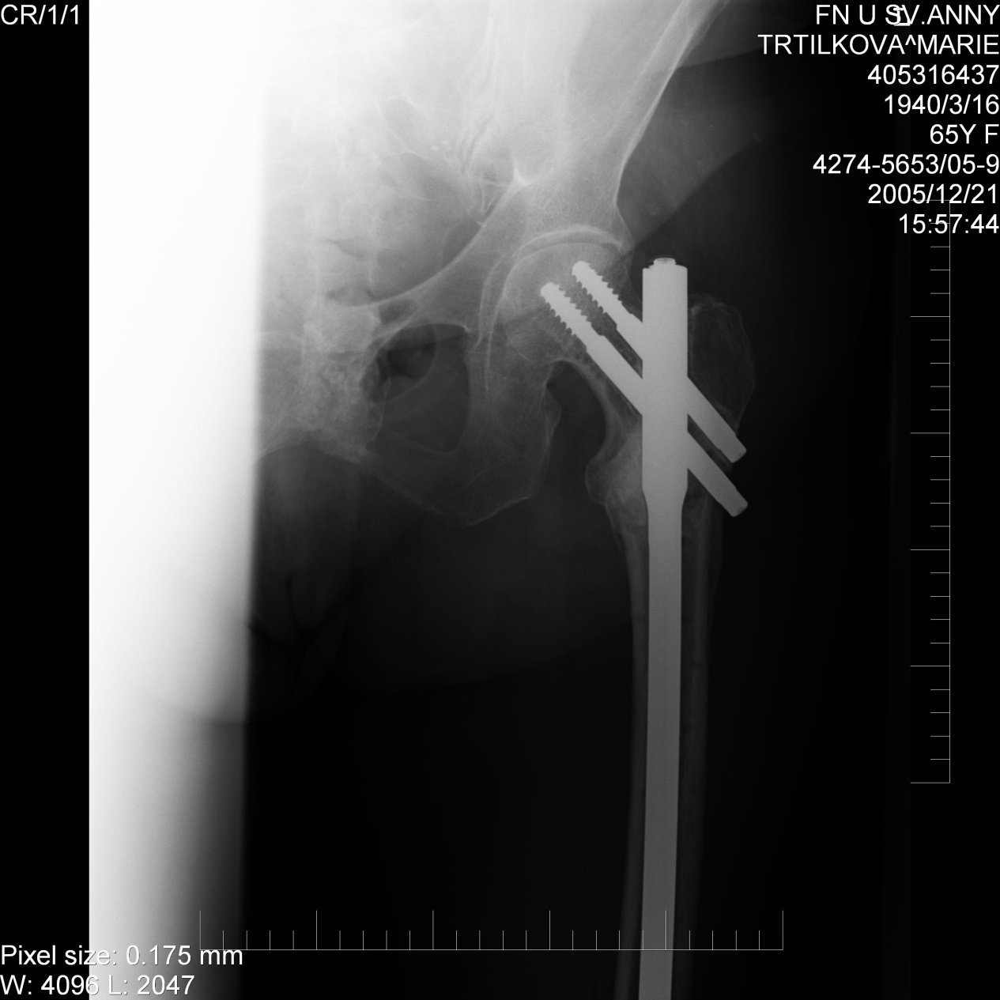 CR/1/1
FN U SV.ANNY
TRTILKOVA^MARIE
405316437
1940/3/16
65Y F
4274-5653/05-9
2005/12/21
15:57:44
Pixel size: 0.175 mm
W: 4096 L: 2047